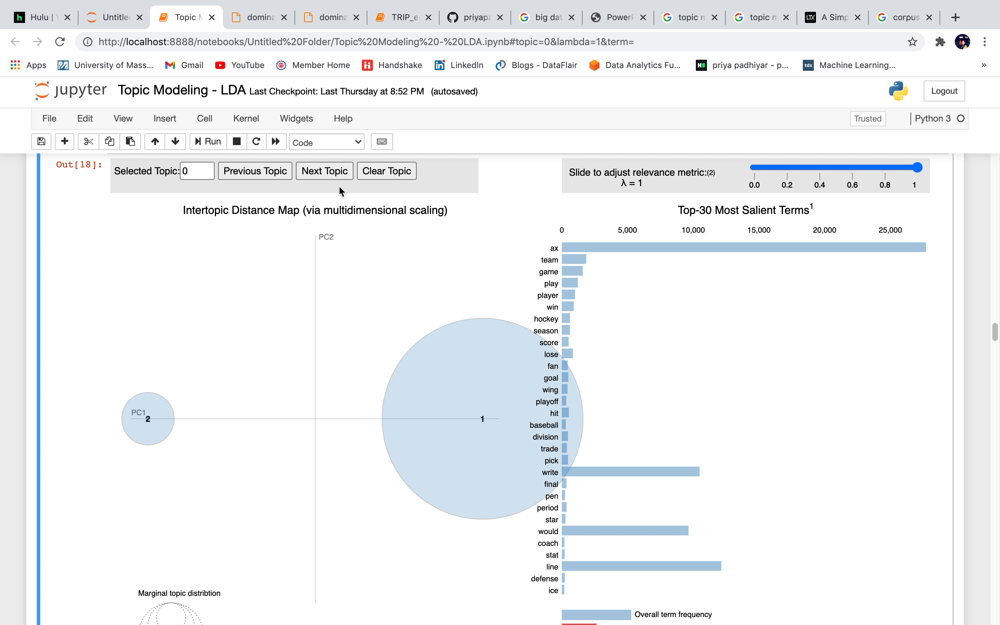 h Hulu | Untitle Topic M domina domina TRIP_e priyapa big dat PowerP topic m topic m LTX A Simp corpus
http://localhost:8888/notebooks/Untitled%20Folder/Topic%20Modeling%20-%20LDA.ipynb#topic=0&lambda=1&term=
Apps University of Mass... Gmail YouTube Member Home Handshake LinkedIn Blogs - DataFlair Data Analytics Fu... priya padhiyar - p... tds Machine Learning... »
jupyter Topic Modeling - LDA Last Checkpoint: Last Thursday at 8:52 PM (autosaved) Logout
File Edit View Insert Cell Kernel Widgets Help Trusted Python 3
Run Code
Out[18]: Selected Topic: 0 Previous Topic Next Topic Clear Topic
Slide to adjust relevance metric:(2)
λ = 1
0.0 0.2 0.4 0.6 0.8 1
Intertopic Distance Map (via multidimensional scaling)
PC2
PC1
2
1
Marginal topic distribtion
Top-30 Most Salient Terms1
0 5,000 10,000 15,000 20,000 25,000
ax
team
game
play
player
win
hockey
season
score
lose
fan
goal
wing
playoff
hit
baseball
division
trade
pick
write
final
pen
period
star
would
coach
stat
line
defense
ice
Overall term frequency